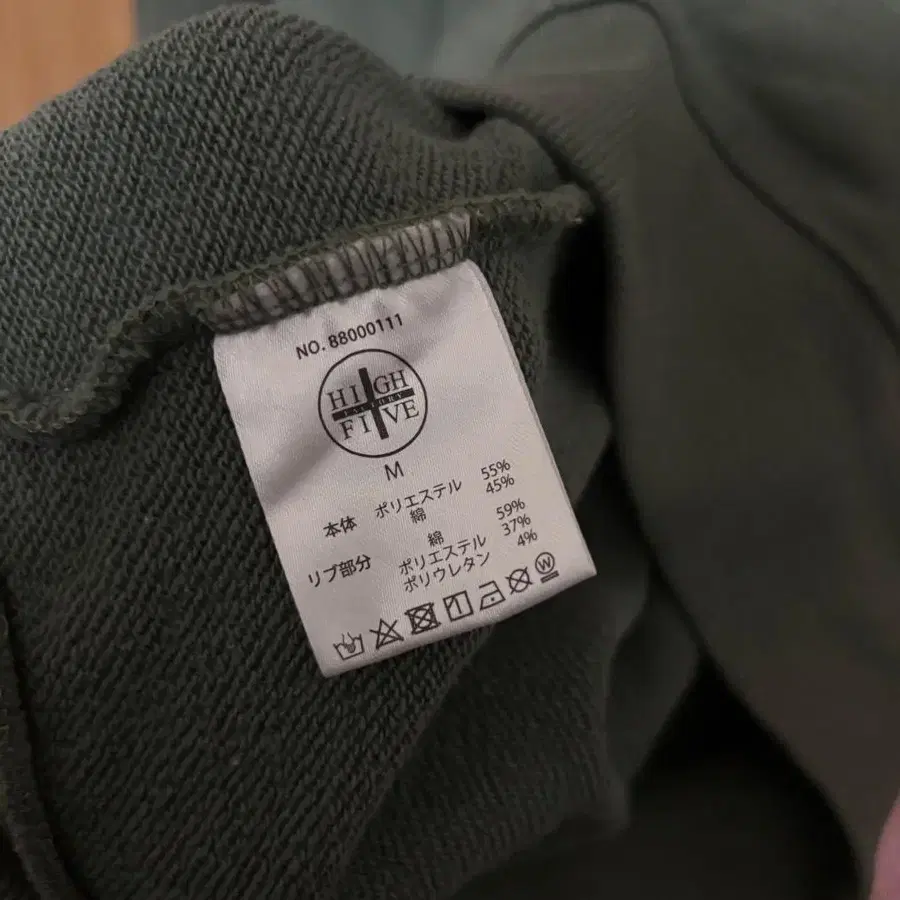 NO. 88000111
HIGH
FACTORY
FIVE
M
本体 ポリエステル 55%
綿 45%
リブ部分 綿 59%
ポリエステル 37%
ポリウレタン 4%
W